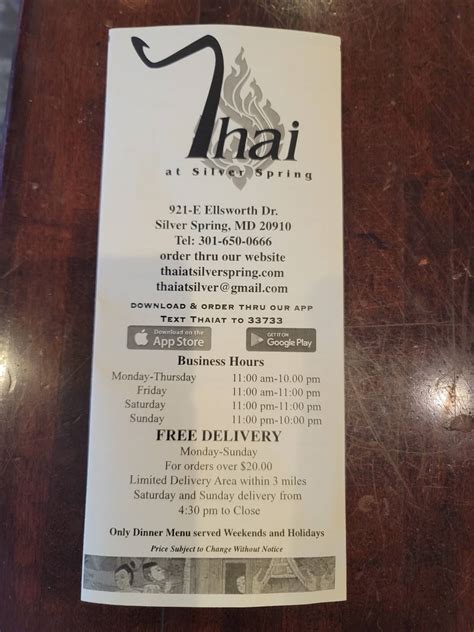 Thai
at Silver Spring
921-E Ellsworth Dr.
Silver Spring, MD 20910
Tel: 301-650-0666
order thru our website
thaiatsilverspring.com
thaiatsilver@gmail.com
DOWNLOAD & ORDER THRU OUR APP
TEXT THAIAT TO 33733
Download on the
App Store
GET IT ON
Google Play
Business Hours
Monday-Thursday 11:00 am-10.00 pm
Friday 11:00 am-11:00 pm
Saturday 11:00 am-11:00 pm
Sunday 11:00 pm-10:00 pm
FREE DELIVERY
Monday-Sunday
For orders over $20.00
Limited Delivery Area within 3 miles
Saturday and Sunday delivery from
4:30 pm to Close
Only Dinner Menu served Weekends and Holidays
Price Subject to Change Without Notice